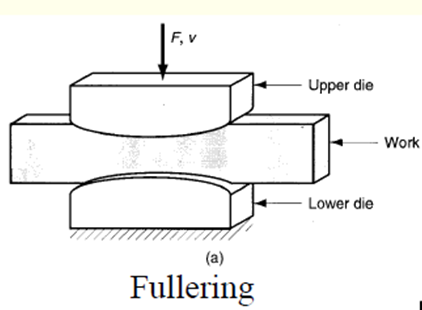 F, v
Upper die
Work
Lower die
(a)
Fullering